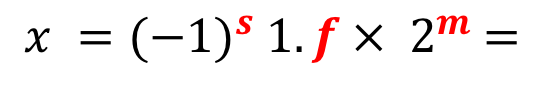 x = (−1)^s 1.f × 2^m =